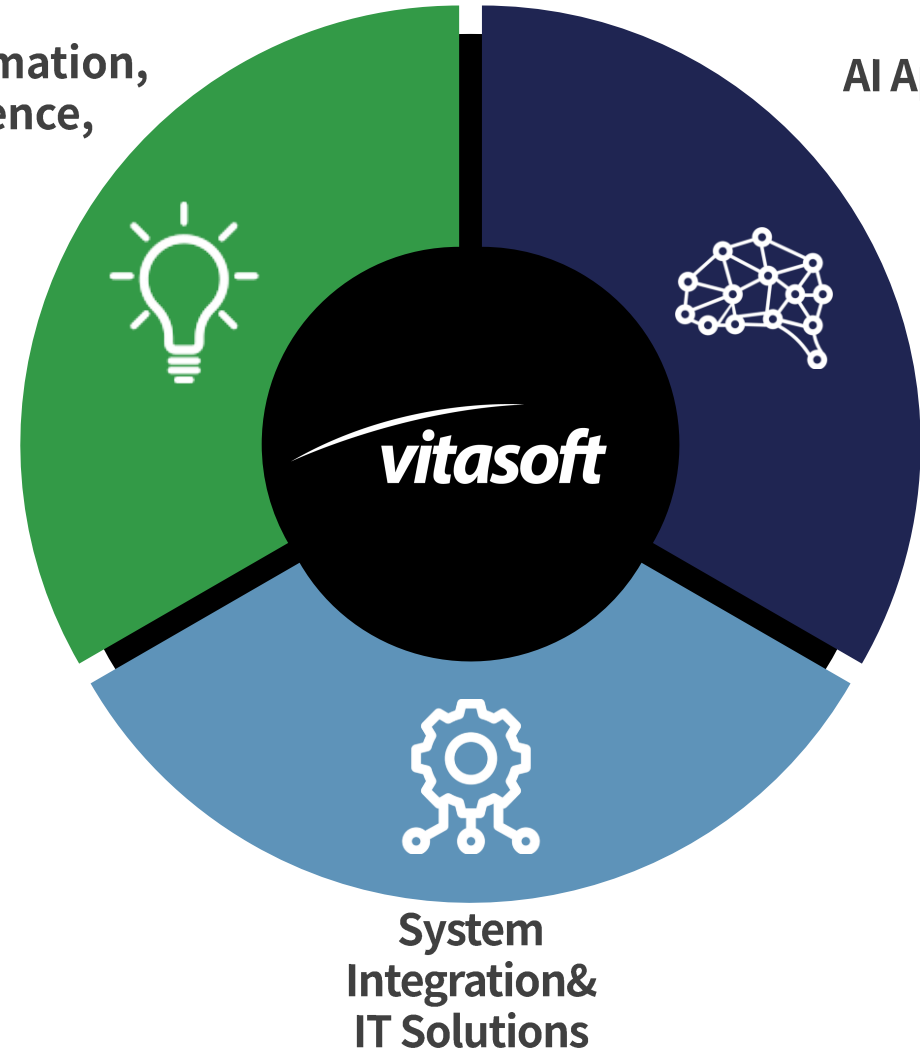 mation,
ence,
AI A
vitasoft
System
Integration&
IT Solutions